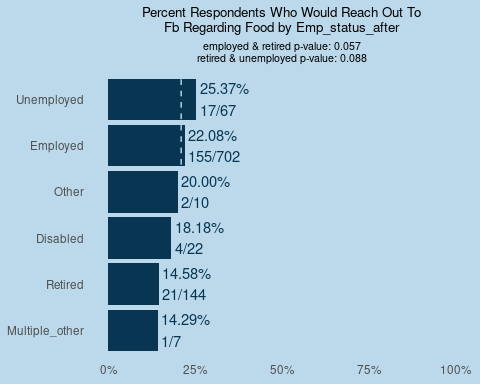 Percent Respondents Who Would Reach Out To
Fb Regarding Food by Emp_status_after
employed & retired p-value: 0.057
retired & unemployed p-value: 0.088
Unemployed
25.37%
17/67
Employed
22.08%
155/702
Other
20.00%
2/10
Disabled
18.18%
4/22
Retired
14.58%
21/144
Multiple_other
14.29%
1/7
0% 25% 50% 75% 100%